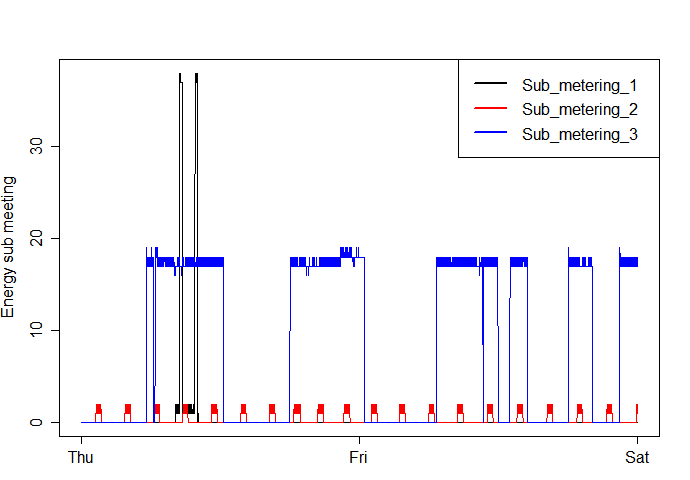 Sub_metering_1
Sub_metering_2
Sub_metering_3
Energy sub meeting
30
20
10
0
Thu Fri Sat